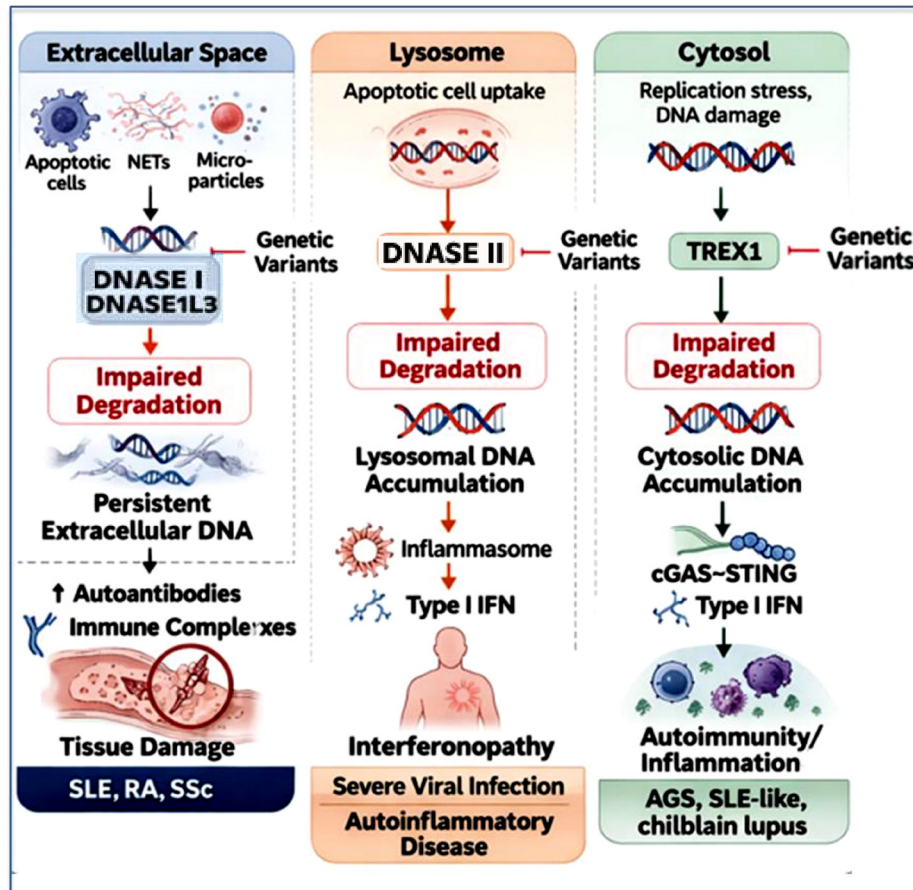 Extracellular Space
Apoptotic
cells
NETs
Micro-
particles
Genetic
Variants
DNASE I
DNASE1L3
Impaired
Degradation
Persistent
Extracellular DNA
↑ Autoantibodies
Immune Complerxes
Tissue Damage
SLE, RA, SSc
Lysosome
Apoptotic cell uptake
DNASE II
Genetic
Variants
Impaired
Degradation
Lysosomal DNA
Accumulation
Inflammasome
Type I IFN
Interferonopathy
Severe Viral Infection
Autoinflammatory
Disease
Cytosol
Replication stress,
DNA damage
TREX1
Genetic
Variants
Impaired
Degradation
Cytosolic DNA
Accumulation
cGAS~STING
Type I IFN
Autoimmunity/
Inflammation
AGS, SLE-like,
chilblain lupus